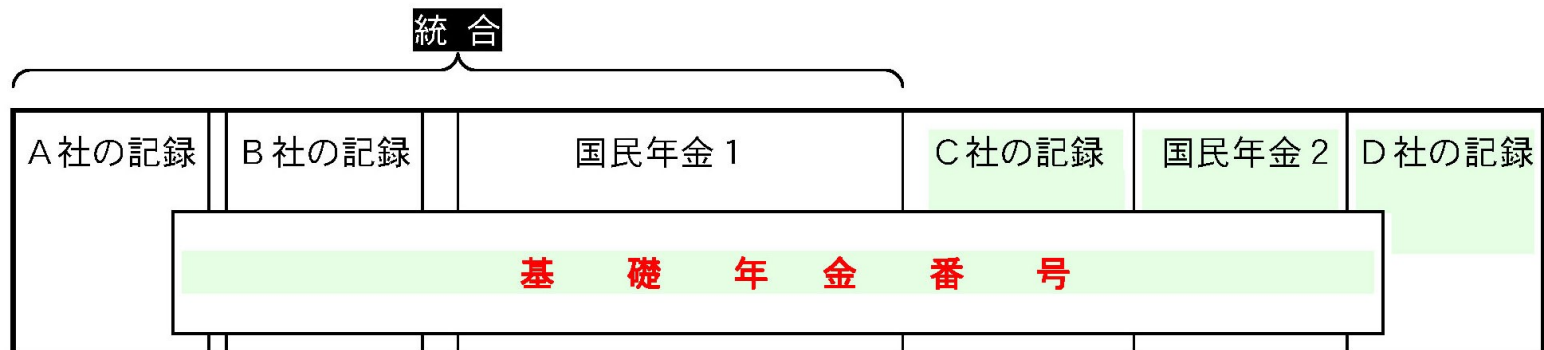 統 合
A社の記録 B社の記録 国民年金1 C社の記録 国民年金2 D社の記録
基 礎 年 金 番 号